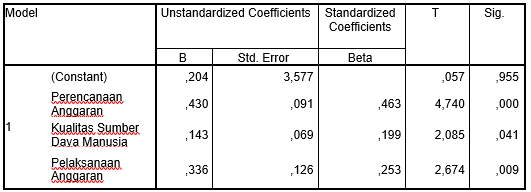 Model Unstandardized Coefficients Standardized Coefficients T Sig.
B Std. Error Beta
1 (Constant) ,204 3,577 ,057 ,955
Perencanaan Anggaran ,430 ,091 ,463 4,740 ,000
Kualitas Sumber Daya Manusia ,143 ,069 ,199 2,085 ,041
Pelaksanaan Anggaran ,336 ,126 ,253 2,674 ,009